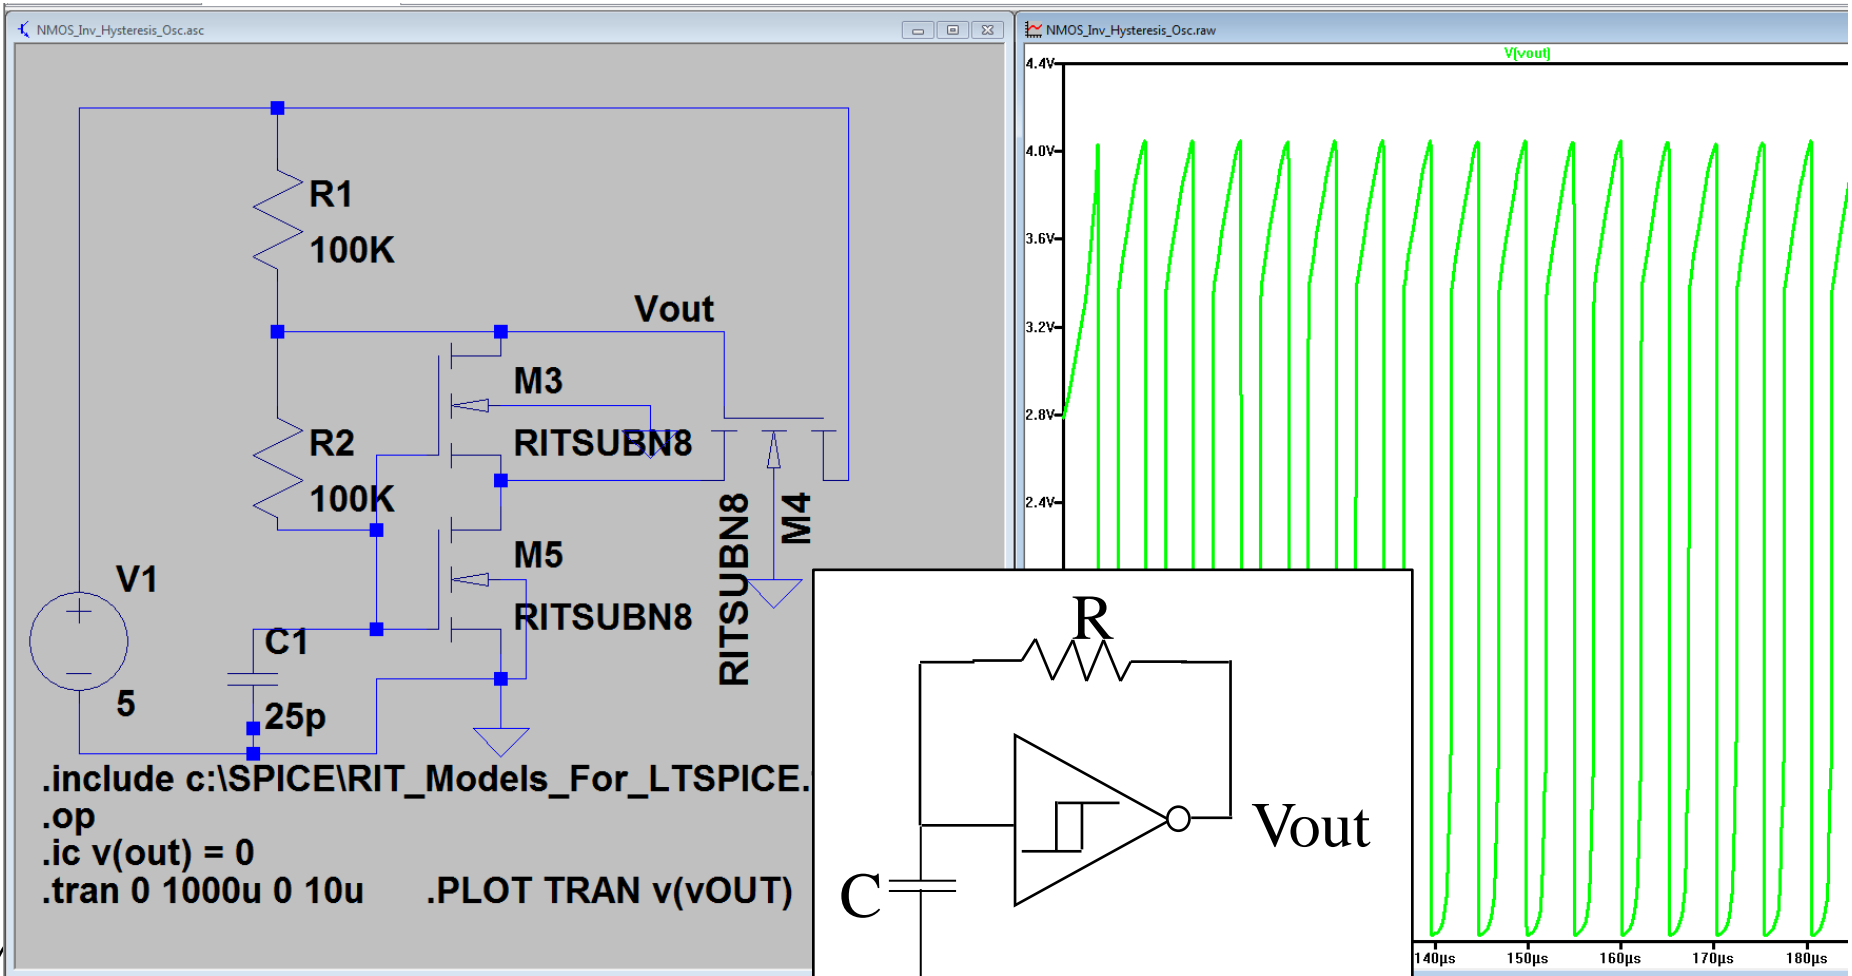 NMOS_Inv_Hysteresis_Osc.asc
R1
100K
Vout
M3
RITSUBN8
R2
100K
M4
RITSUBN8
M5
RITSUBN8
V1
5
C1
25p
.include c:\SPICE\RIT_Models_For_LTSPICE.
.op
.ic v(out) = 0
.tran 0 1000u 0 10u .PLOT TRAN v(vOUT)
NMOS_Inv_Hysteresis_Osc.raw
V(vout)
4.4V
4.0V
3.6V
3.2V
2.8V
2.4V
140µs 150µs 160µs 170µs 180µs
R
Vout
C